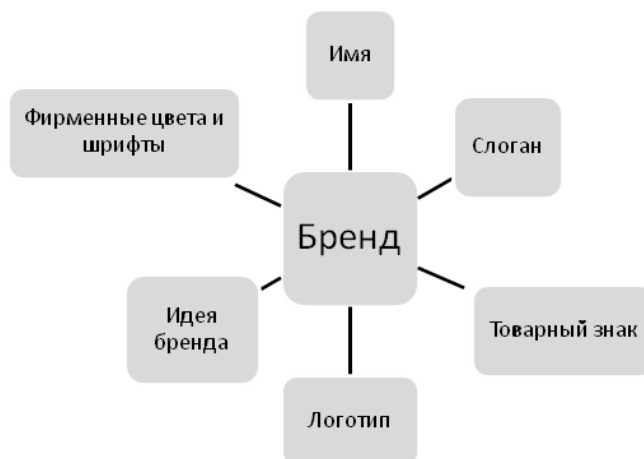 Имя
Фирменные цвета и
шрифты
Слоган
Бренд
Идея
бренда
Товарный знак
Логотип